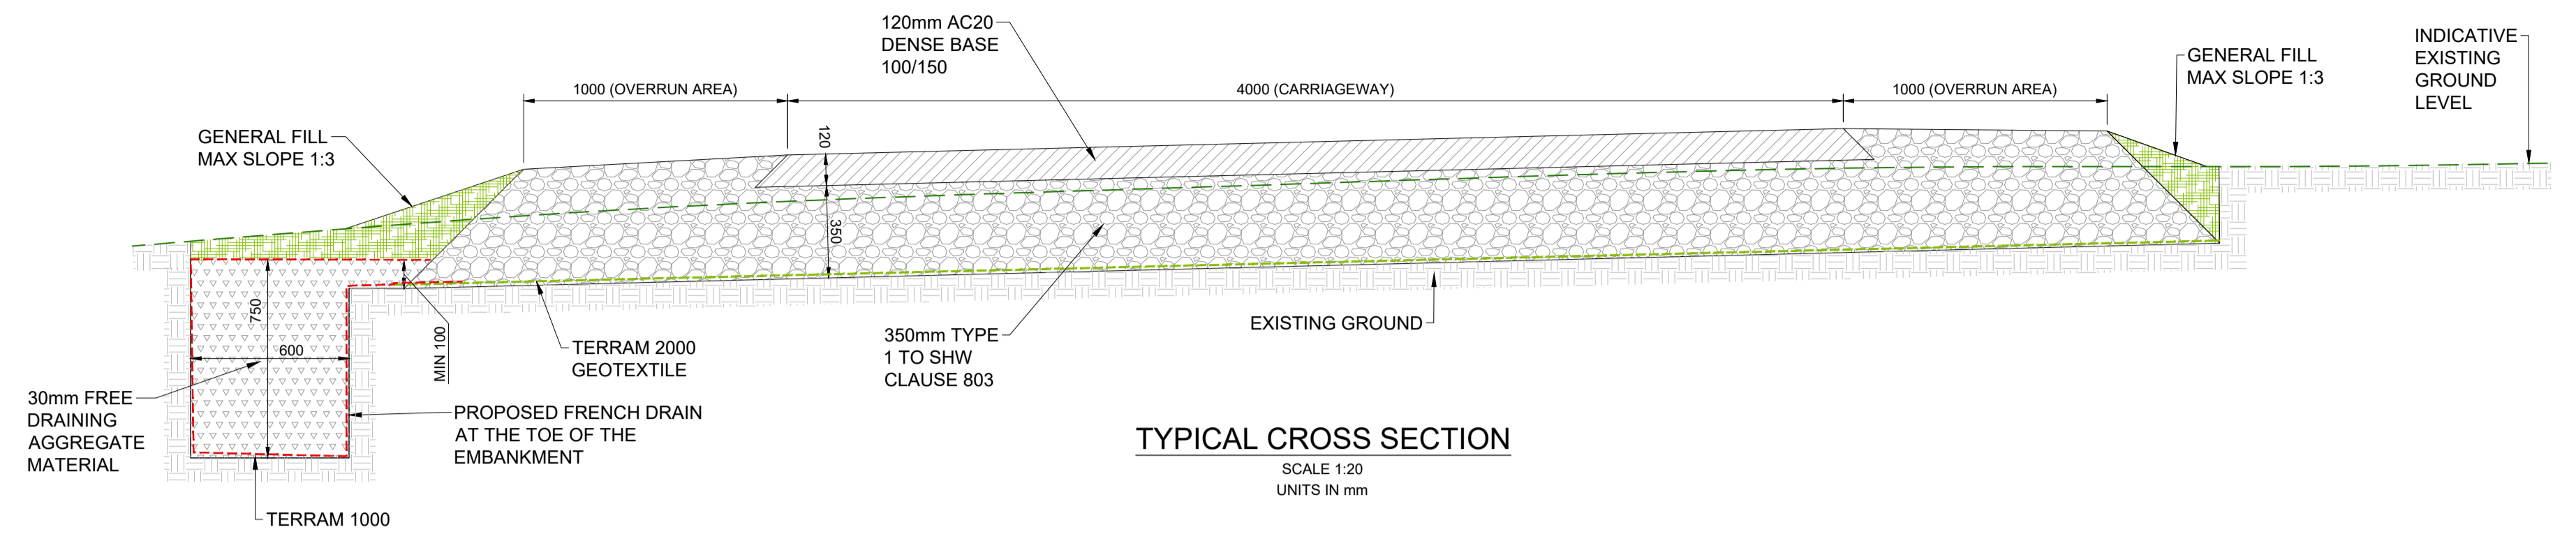 120mm AC20
DENSE BASE
100/150
INDICATIVE
EXISTING
GROUND
LEVEL
GENERAL FILL
MAX SLOPE 1:3
1000 (OVERRUN AREA)
4000 (CARRIAGEWAY)
1000 (OVERRUN AREA)
GENERAL FILL
MAX SLOPE 1:3
120
350
750
600
MIN 100
EXISTING GROUND
350mm TYPE
1 TO SHW
CLAUSE 803
TERRAM 2000
GEOTEXTILE
30mm FREE
DRAINING
AGGREGATE
MATERIAL
PROPOSED FRENCH DRAIN
AT THE TOE OF THE
EMBANKMENT
TERRAM 1000
TYPICAL CROSS SECTION
SCALE 1:20
UNITS IN mm